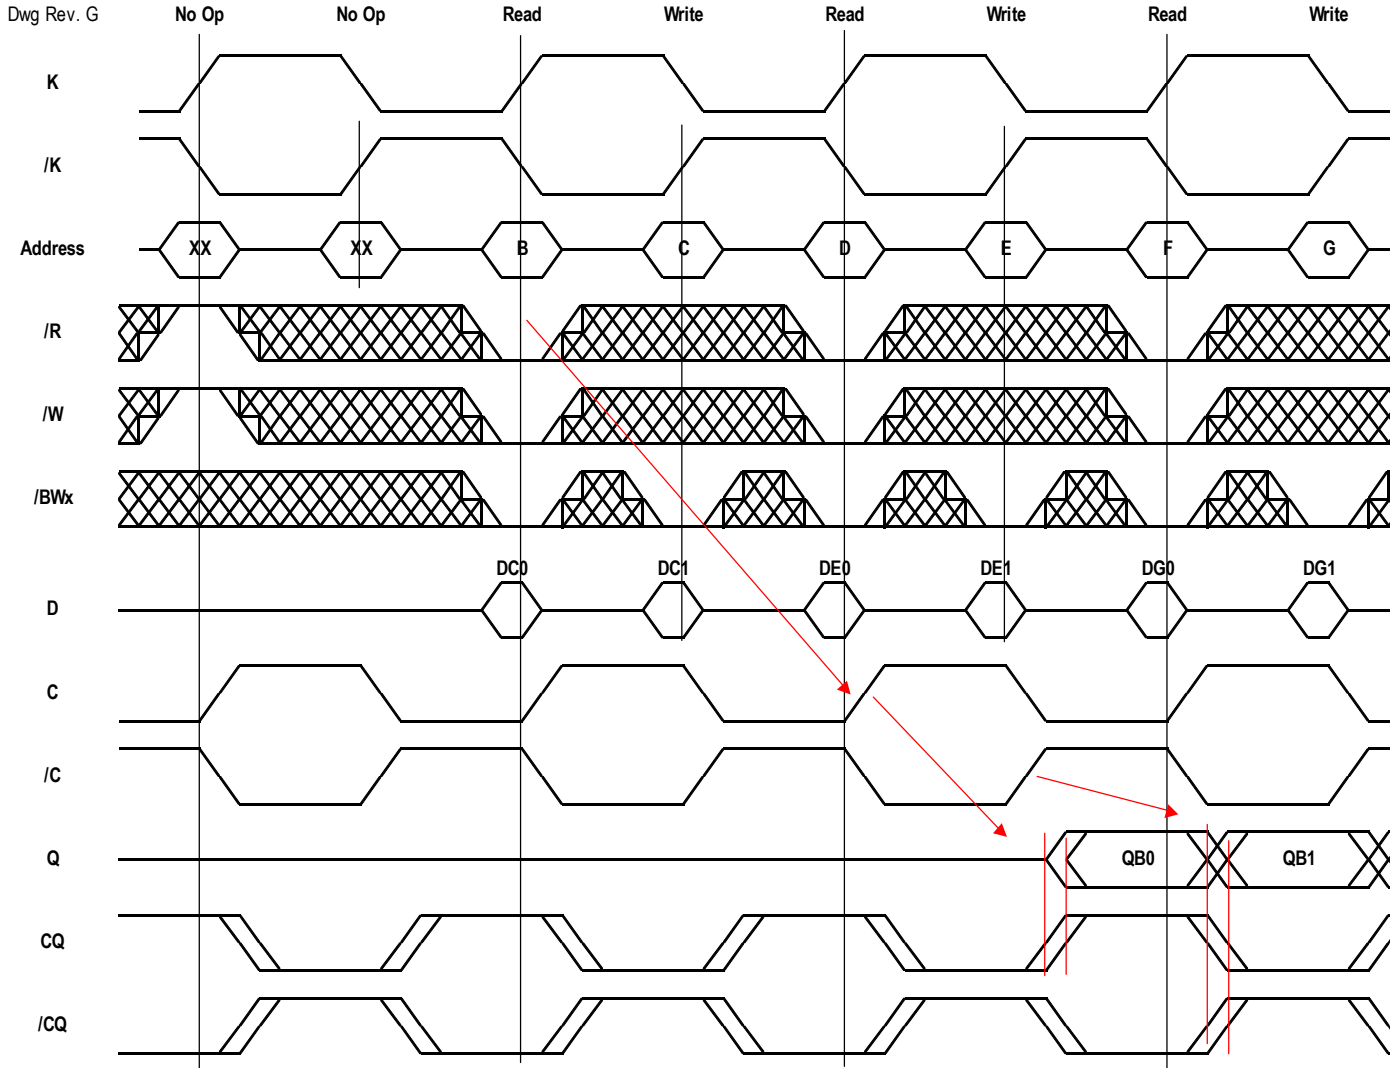 Dwg Rev. G No Op No Op Read Write Read Write Read Write
K
/K
Address XX XX B C D E F G
/R
/W
/BWx
DC0 DC1 DE0 DE1 DG0 DG1
D
C
/C
Q QB0 QB1
CQ
/CQ